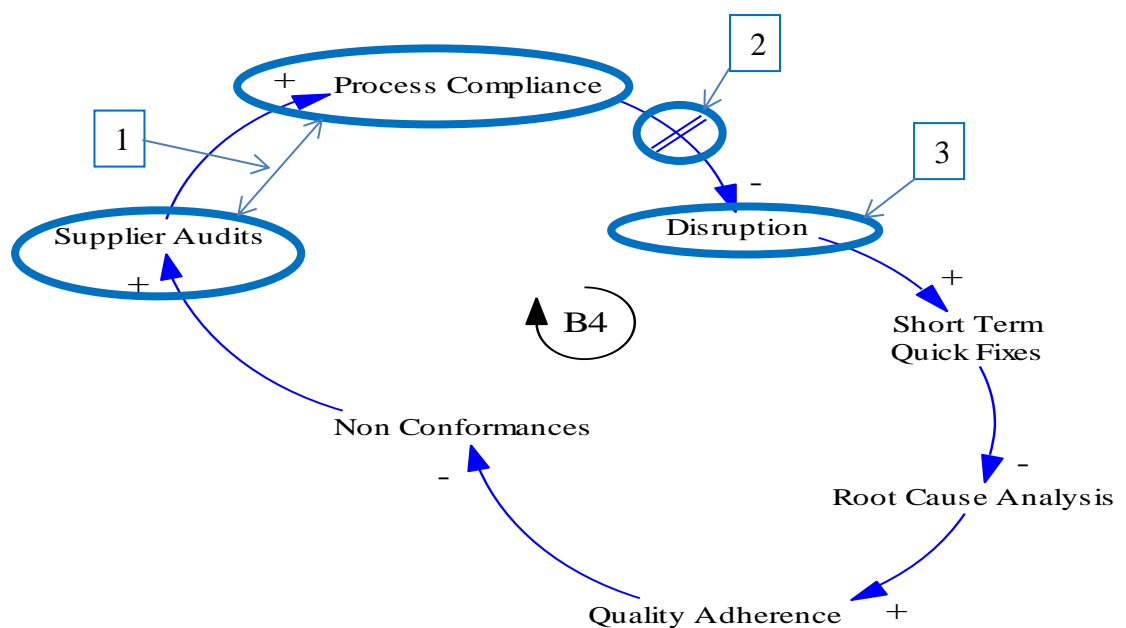 2
+
Process Compliance
1
3
-
Supplier Audits
Disruption
+
+
B4
Short Term
Quick Fixes
Non Conformances
-
-
Root Cause Analysis
Quality Adherence
+